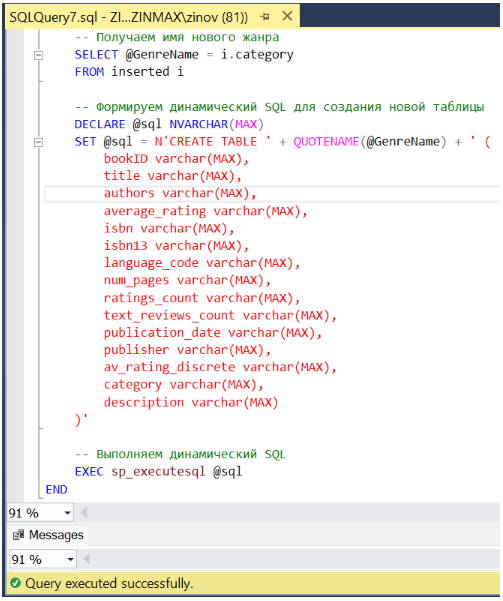 SQLQuery7.sql - ZI...ZINMAX\zinov (81))
-- Получаем имя нового жанра
SELECT @GenreName = i.category
FROM inserted i
-- Формируем динамический SQL для создания новой таблицы
DECLARE @sql NVARCHAR(MAX)
SET @sql = N'CREATE TABLE ' + QUOTENAME(@GenreName) + ' (
bookID varchar(MAX),
title varchar(MAX),
authors varchar(MAX),
average_rating varchar(MAX),
isbn varchar(MAX),
isbn13 varchar(MAX),
language_code varchar(MAX),
num_pages varchar(MAX),
ratings_count varchar(MAX),
text_reviews_count varchar(MAX),
publication_date varchar(MAX),
publisher varchar(MAX),
av_rating_discrete varchar(MAX),
category varchar(MAX),
description varchar(MAX)
)'
-- Выполняем динамический SQL
EXEC sp_executesql @sql
END
91 %
Messages
91 %
Query executed successfully.